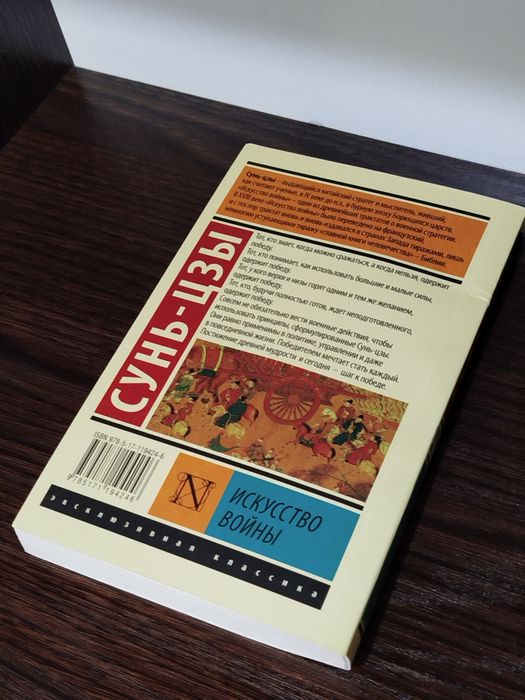 Сунь-цзы – выдающийся китайский стратег и мыслитель, живший,
как считают ученые, в IV веке до н.э., в бурную эпоху Борющихся царств.
«Искусство войны» – один из древнейших трактатов о военной стратегии.
В XVIII веке «Искусство войны» было переведено на французский,
и с тех пор трактат вновь и вновь издавался в странах Запада тиражами, лишь
немногим уступающими тиражу «главной книги человечества» – Библии.
Тот, кто знает, когда можно сражаться, а когда нельзя, одержит
победу.
Тот, кто понимает, как использовать большие и малые силы,
одержит победу.
Тот, у кого верхи и низы горят одним и тем же желанием,
одержит победу.
Тот, кто, будучи полностью готов, ждет неподготовленного,
одержит победу.
Совсем не обязательно вести военные действия, чтобы
использовать принципы, сформулированные Сунь-Цзы.
Они равно применимы в политике, управлении и даже
в повседневной жизни. Победителем мечтает стать каждый.
Постижение древней мудрости и сегодня – шаг к победе.
СУНЬ-ЦЗЫ
ISBN 978-5-17-119424-6
9785171194246
N
ИСКУССТВО
ВОЙНЫ
ЭКСКЛЮЗИВНАЯ КЛАССИКА